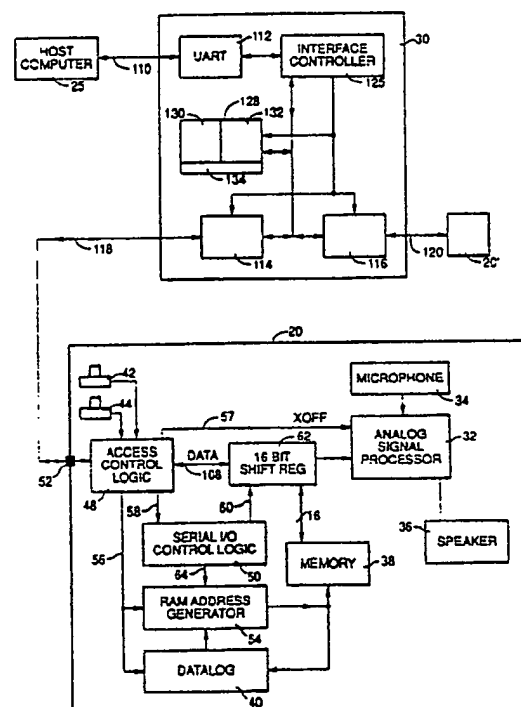 HOST
COMPUTER
25
110
UART
112
INTERFACE
CONTROLLER
125
30
130
128
132
134
118
114
116
120
20'
20
42
44
52
ACCESS
CONTROL
LOGIC
48
57
XOFF
MICROPHONE
34
DATA
108
62
16 BIT
SHIFT REG
ANALOG
SIGNAL
PROCESSOR
32
58
60
16
SERIAL I/O
CONTROL LOGIC
50
MEMORY
38
36
SPEAKER
56
64
RAM ADDRESS
GENERATOR
54
DATALOG
40